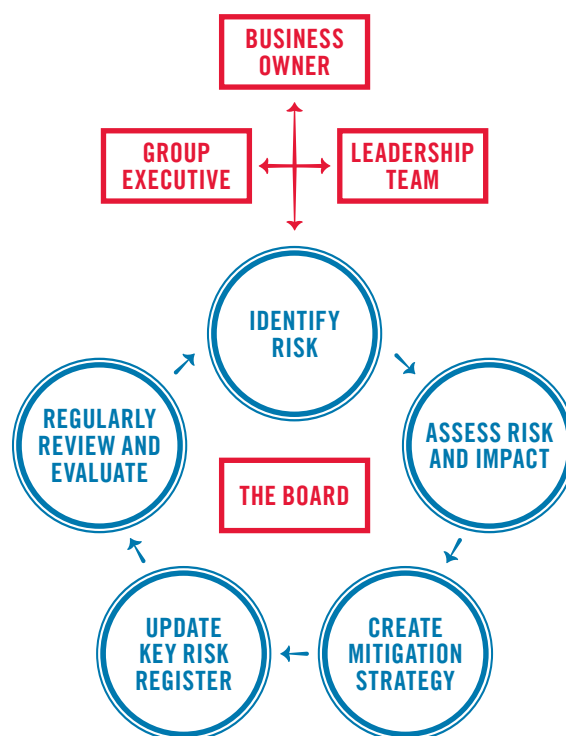 BUSINESS
OWNER
GROUP
EXECUTIVE
LEADERSHIP
TEAM
IDENTIFY
RISK
REGULARLY
REVIEW AND
EVALUATE
ASSESS RISK
AND IMPACT
THE BOARD
UPDATE
KEY RISK
REGISTER
CREATE
MITIGATION
STRATEGY